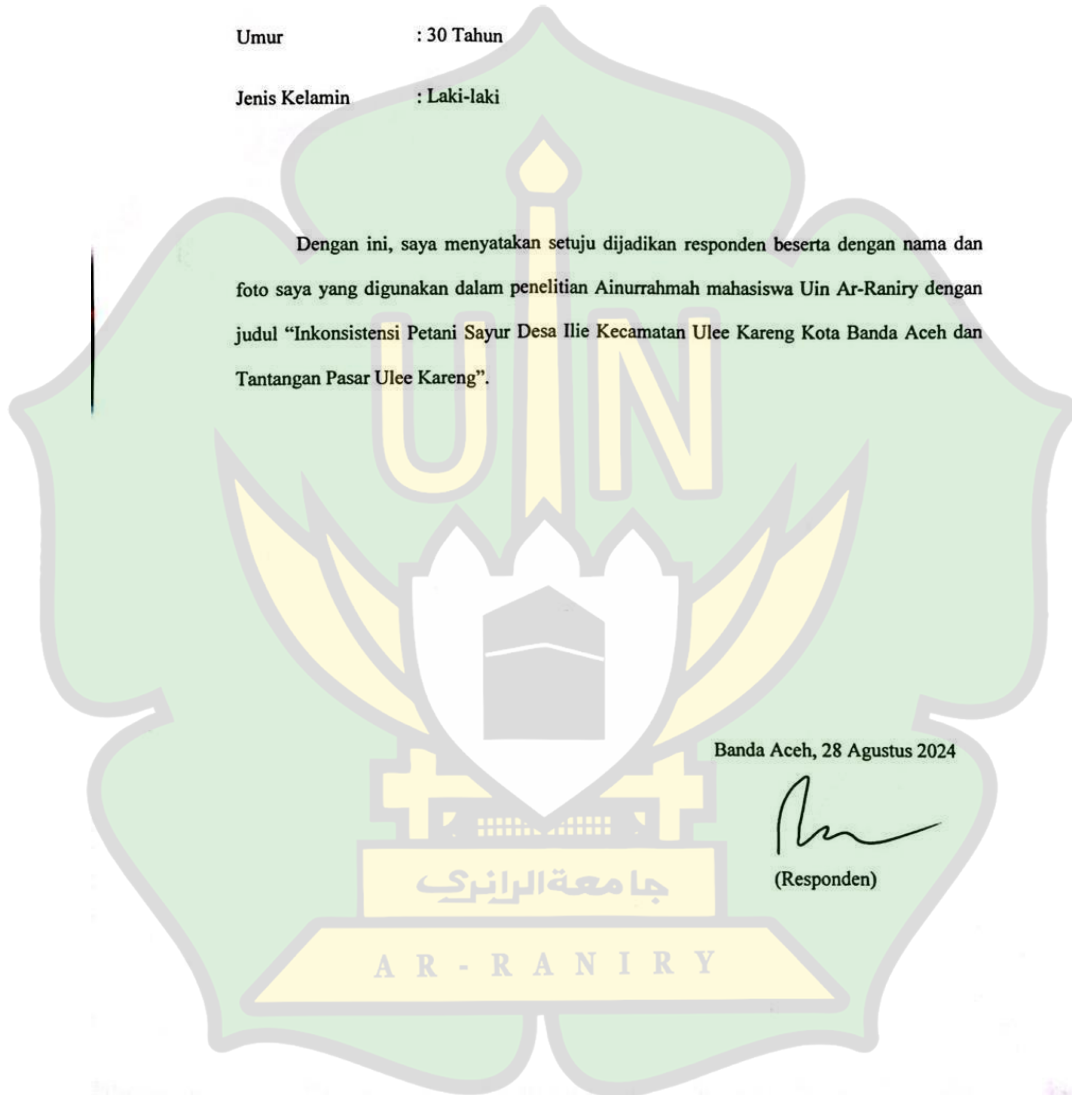 Umur : 30 Tahun
Jenis Kelamin : Laki-laki
Dengan ini, saya menyatakan setuju dijadikan responden beserta dengan nama dan
foto saya yang digunakan dalam penelitian Ainurrahmah mahasiswa Uin Ar-Raniry dengan
judul “Inkonsistensi Petani Sayur Desa Ilie Kecamatan Ulee Kareng Kota Banda Aceh dan
Tantangan Pasar Ulee Kareng”.
UIN
Banda Aceh, 28 Agustus 2024
(Responden)
جامعة الرانري
AR-RANIRY